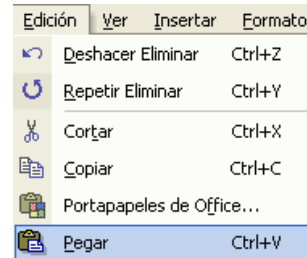 Edición Ver Insertar Formato
Deshacer Eliminar Ctrl+Z
Repetir Eliminar Ctrl+Y
Cortar Ctrl+X
Copiar Ctrl+C
Portapapeles de Office...
Pegar Ctrl+V